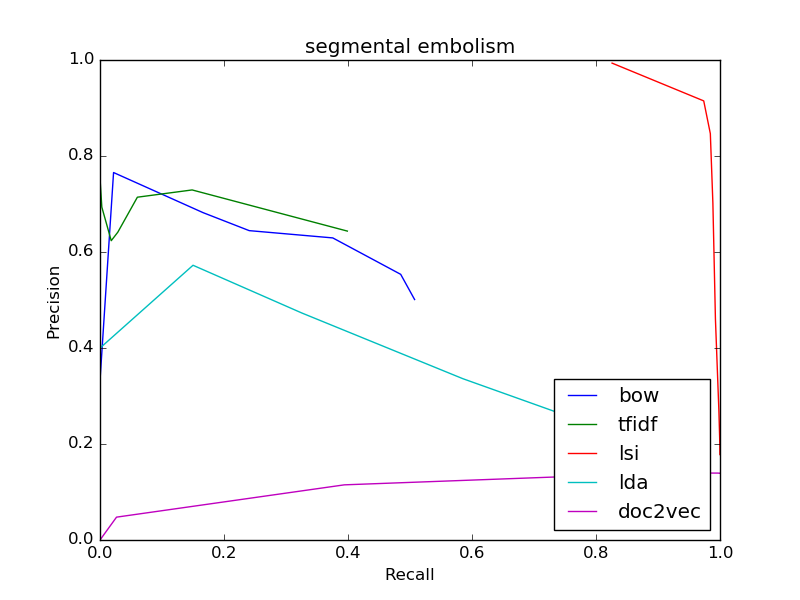 segmental embolism
1.0
0.8
0.6
0.4
0.2
0.0
Precision
0.0 0.2 0.4 0.6 0.8 1.0
Recall
bow
tfidf
lsi
lda
doc2vec